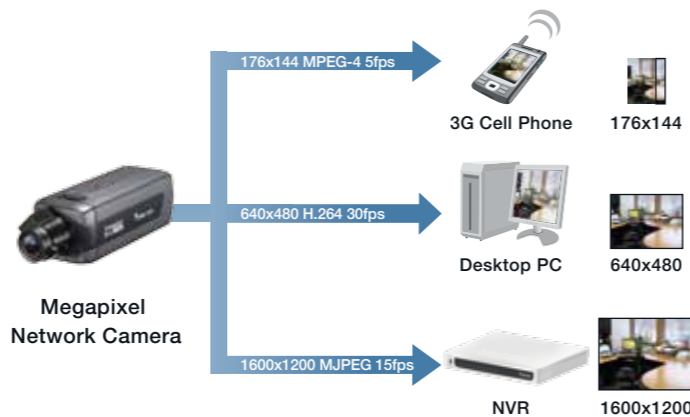 176x144 MPEG-4 5fps
3G Cell Phone
176x144
640x480 H.264 30fps
Desktop PC
640x480
Megapixel
Network Camera
1600x1200 MJPEG 15fps
NVR
1600x1200